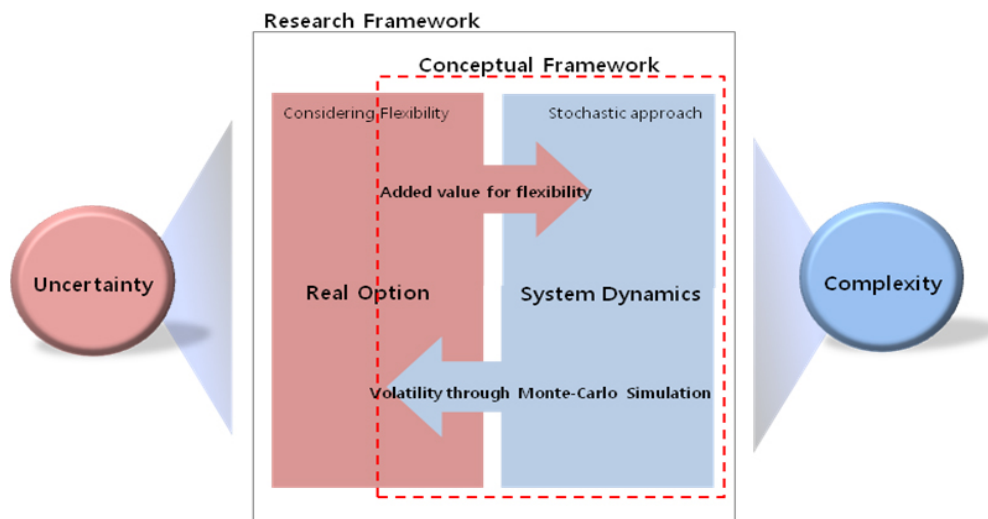 Research Framework
Conceptual Framework
Considering Flexibility
Stochastic approach
Added value for flexibility
Uncertainty
Real Option
System Dynamics
Complexity
Volatility through Monte-Carlo Simulation